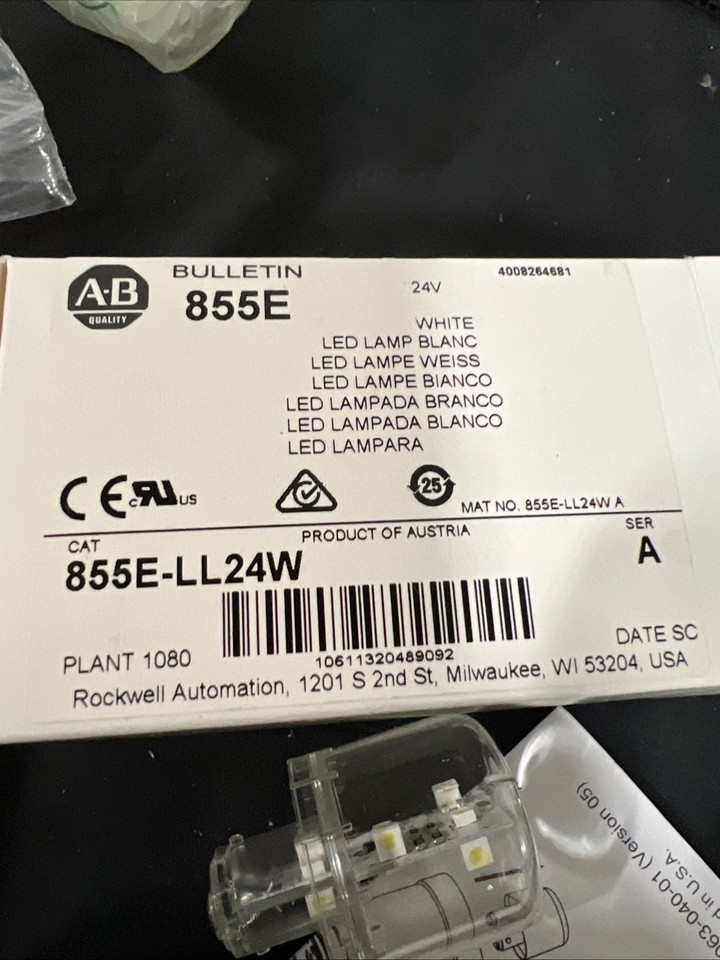 A·B
QUALITY
BULLETIN
855E
24V
4008264681
WHITE
LED LAMP BLANC
LED LAMPE WEISS
LED LAMPE BIANCO
LED LAMPADA BRANCO
LED LAMPADA BLANCO
LED LAMPARA
CE
c RU US
25
MAT NO. 855E-LL24W A
PRODUCT OF AUSTRIA
CAT
855E-LL24W
SER
A
10611320489092
PLANT 1080
DATE SC
Rockwell Automation, 1201 S 2nd St, Milwaukee, WI 53204, USA
063-040-01 (Version 05)
in U.S.A.